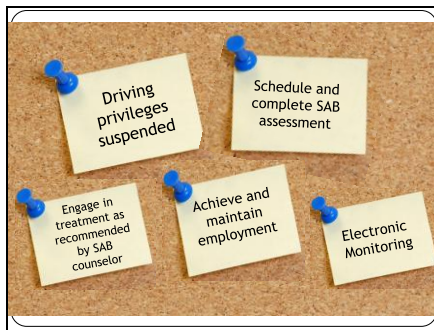 Driving
privileges
suspended
Schedule and
complete SAB
assessment
Engage in
treatment as
recommended
by SAB
counselor
Achieve and
maintain
employment
Electronic
Monitoring